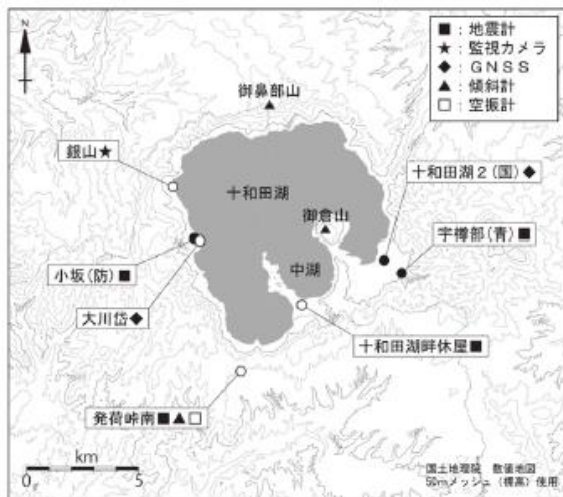 N
■：地震計
★：監視カメラ
◆：ＧＮＳＳ
▲：傾斜計
□：空振計
御鼻部山
銀山★
十和田湖
十和田湖２(国)◆
御倉山
宇樽部(青)■
小坂(防)■
中湖
大川岱◆
十和田湖畔休屋■
発荷峠南■▲□
km
0 5
国土地理院 数値地図
50mメッシュ（標高）使用